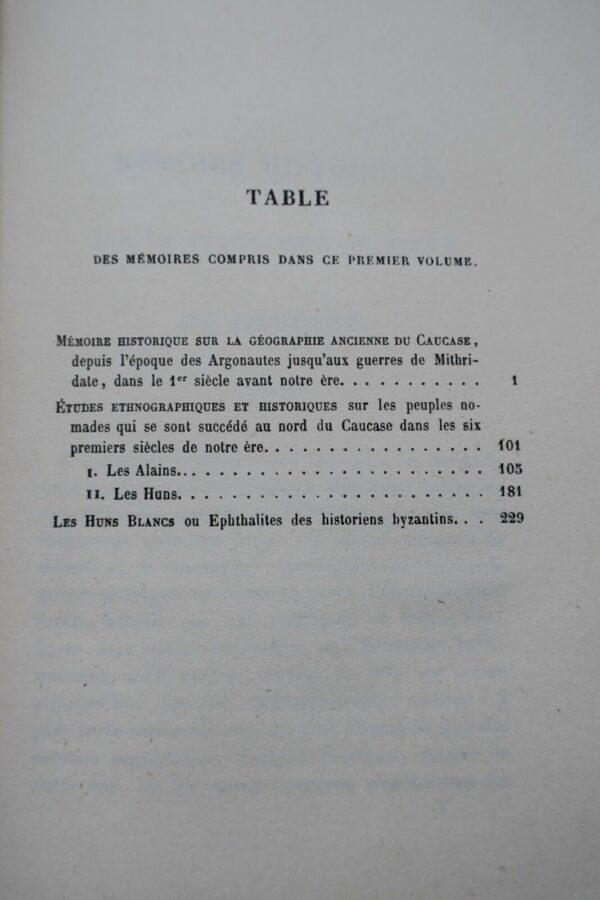 TABLE
DES MÉMOIRES COMPRIS DANS CE PREMIER VOLUME.
MÉMOIRE HISTORIQUE SUR LA GÉOGRAPHIE ANCIENNE DU CAUCASE,
depuis l'époque des Argonautes jusqu'aux guerres de Mithri-
date, dans le 1er siècle avant notre ère. . . . . . . . . . . 1
ÉTUDES ETHNOGRAPHIQUES ET HISTORIQUES sur les peuples no-
mades qui se sont succédé au nord du Caucase dans les six
premiers siècles de notre ère. . . . . . . . . . . . . . . . . 101
I. Les Alains. . . . . . . . . . . . . . . . . . . . . . . . 105
II. Les Huns. . . . . . . . . . . . . . . . . . . . . . . . 181
LES HUNS BLANCS ou Ephthalites des historiens byzantins. . . 229